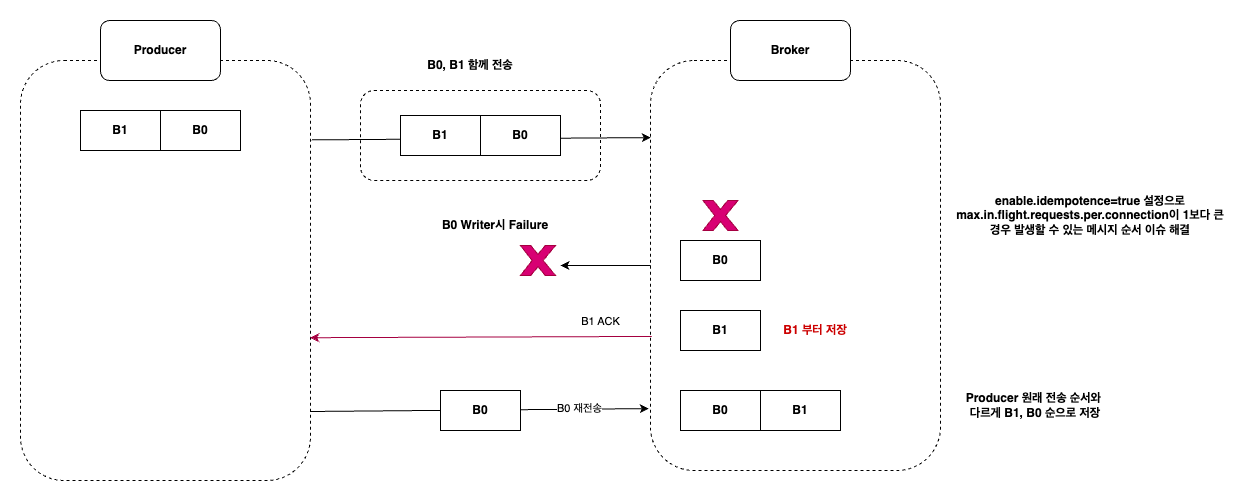 Producer
Broker
B0, B1 함께 전송
B1
B0
B1
B0
enable.idempotence=true 설정으로
max.in.flight.requests.per.connection이 1보다 큰
경우 발생할 수 있는 메시지 순서 이슈 해결
B0 Writer시 Failure
B0
B1 ACK
B1
B1 부터 저장
B0
B0 재전송
B0
B1
Producer 원래 전송 순서와
다르게 B1, B0 순으로 저장